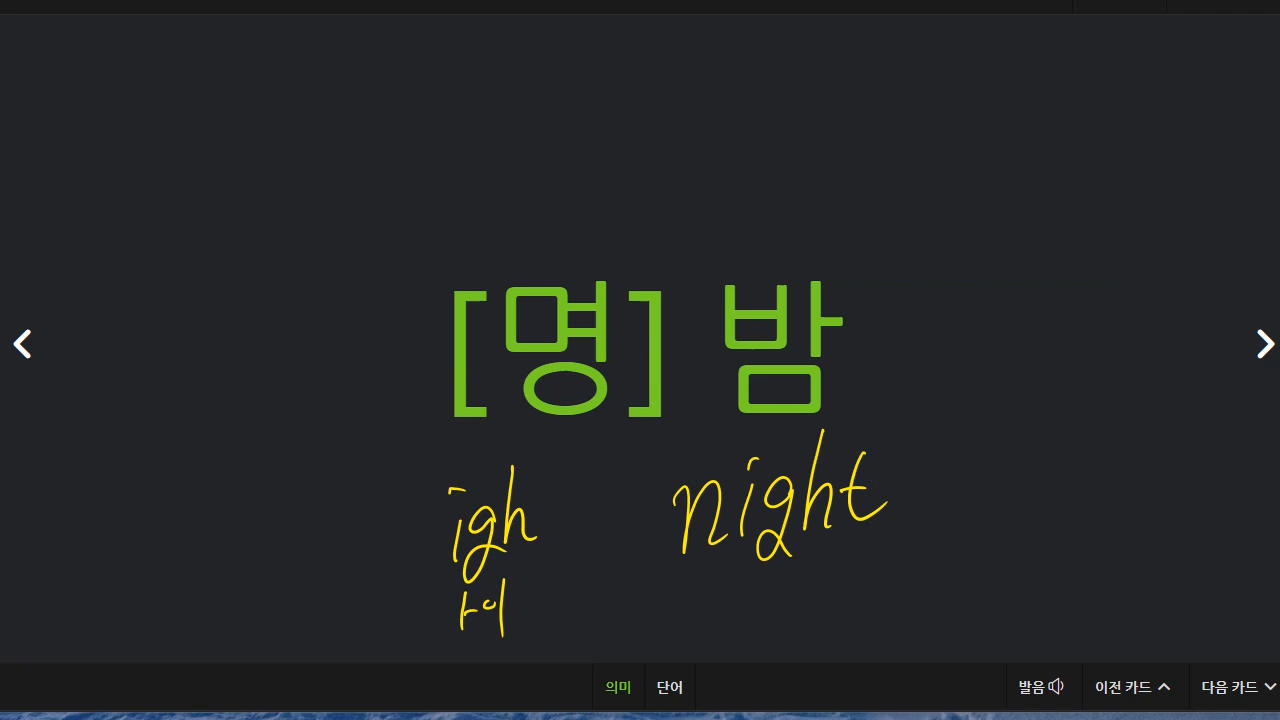 [명] 밤
igh night
ㅏ이
의미 단어 발음 이전 카드 다음 카드